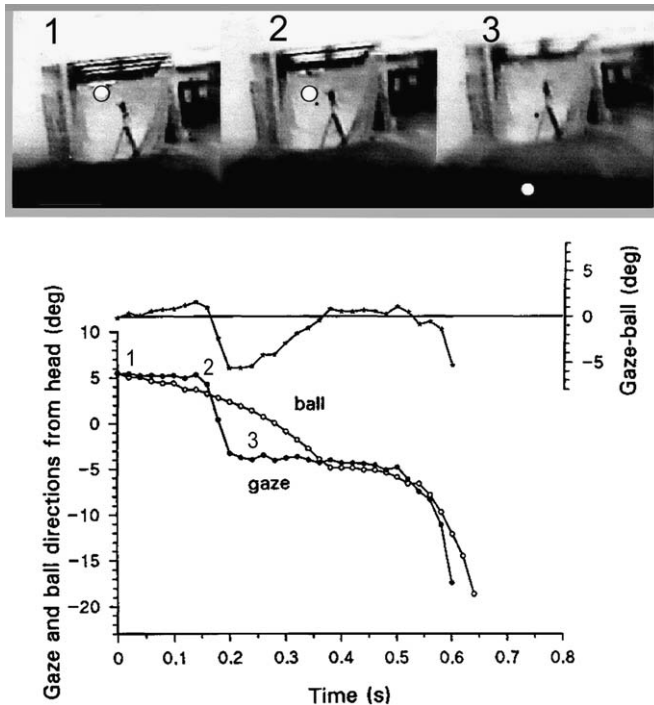 1 2 3
Gaze-ball (deg)
5
0
-5
Gaze and ball directions from head (deg)
10
5
0
-5
-10
-15
-20
1 2
ball
3
gaze
0 0.1 0.2 0.3 0.4 0.5 0.6 0.7 0.8
Time (s)